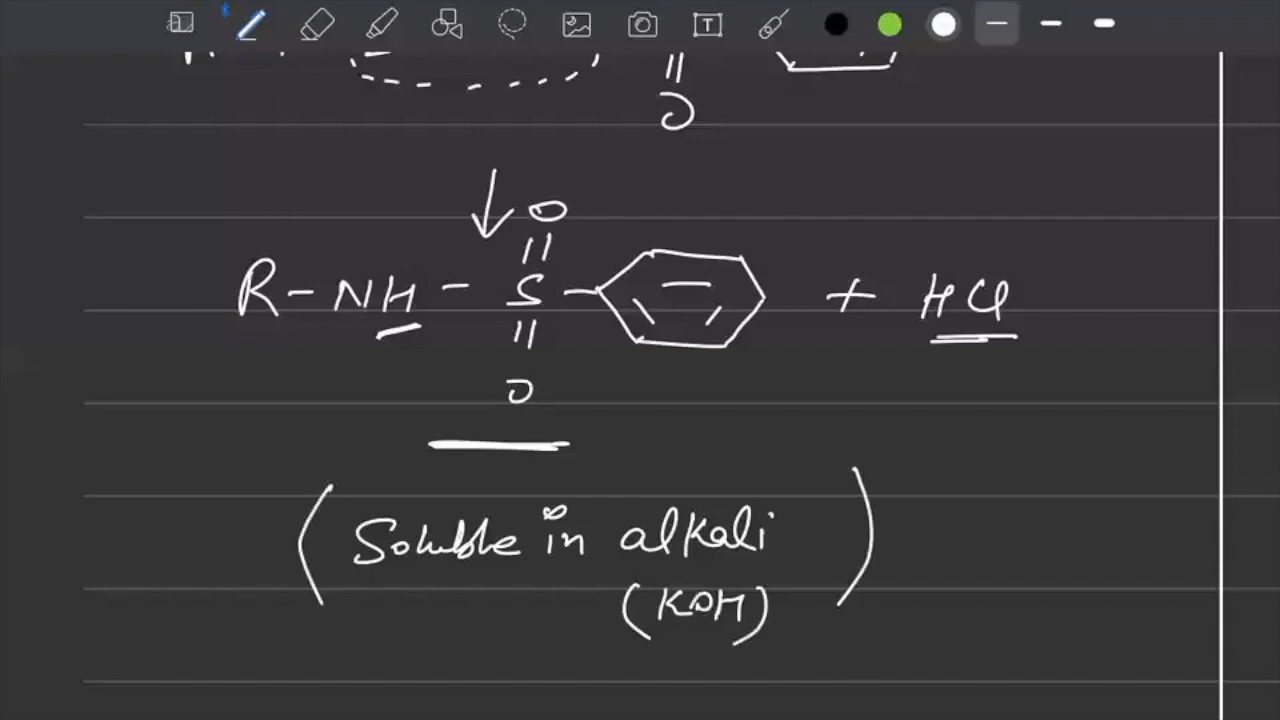 O
O
R-NH-S- + HCl
O
(Soluble in alkali
(KOH))